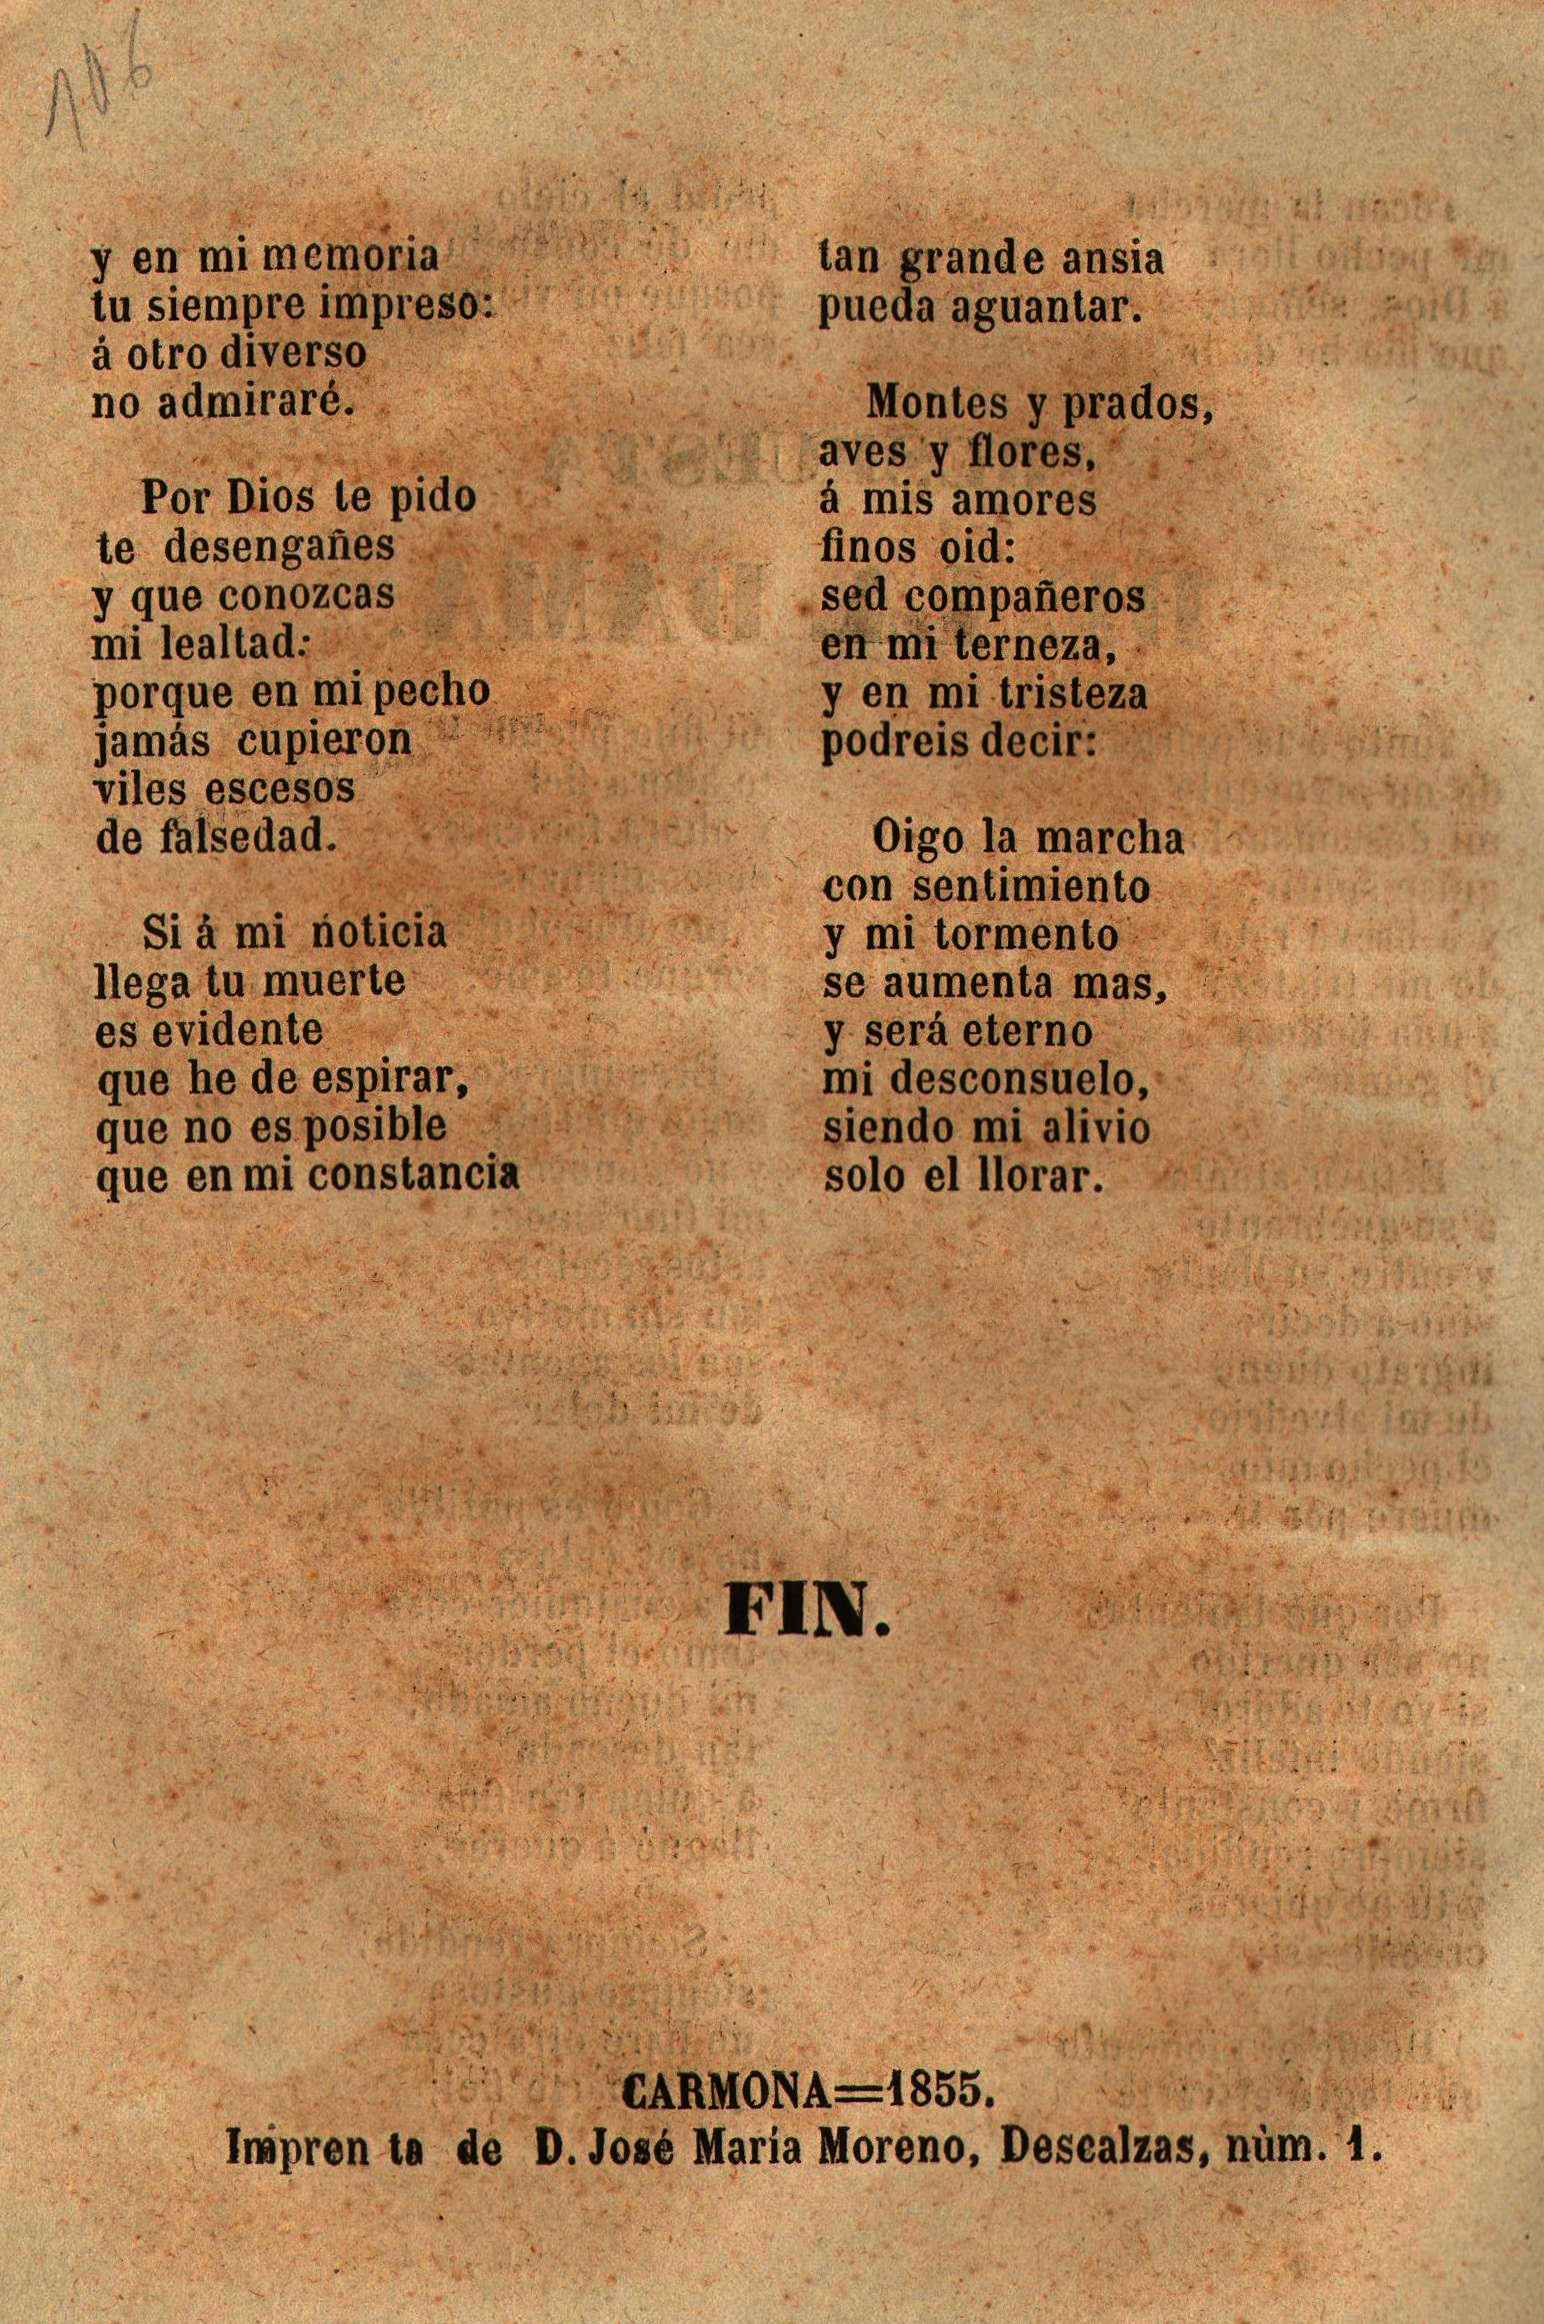 106
y en mi memoria
tu siempre impreso:
á otro diverso
no admiraré.
Por Dios te pido
te desengañes
y que conozcas
mi lealtad:
porque en mi pecho
jamás cupieron
viles escesos
de falsedad.
Si á mi noticia
llega tu muerte
es evidente
que he de espirar,
que no es posible
que en mi constancia
tan grande ansia
pueda aguantar.
Montes y prados,
aves y flores,
á mis amores
finos oid:
sed compañeros
en mi terneza,
y en mi tristeza
podreis decir:
Oigo la marcha
con sentimiento
y mi tormento
se aumenta mas,
y será eterno
mi desconsuelo,
siendo mi alivio
solo el llorar.
FIN.
CARMONA=1855.
Impren ta de D. José María Moreno, Descalzas, nùm. 1.